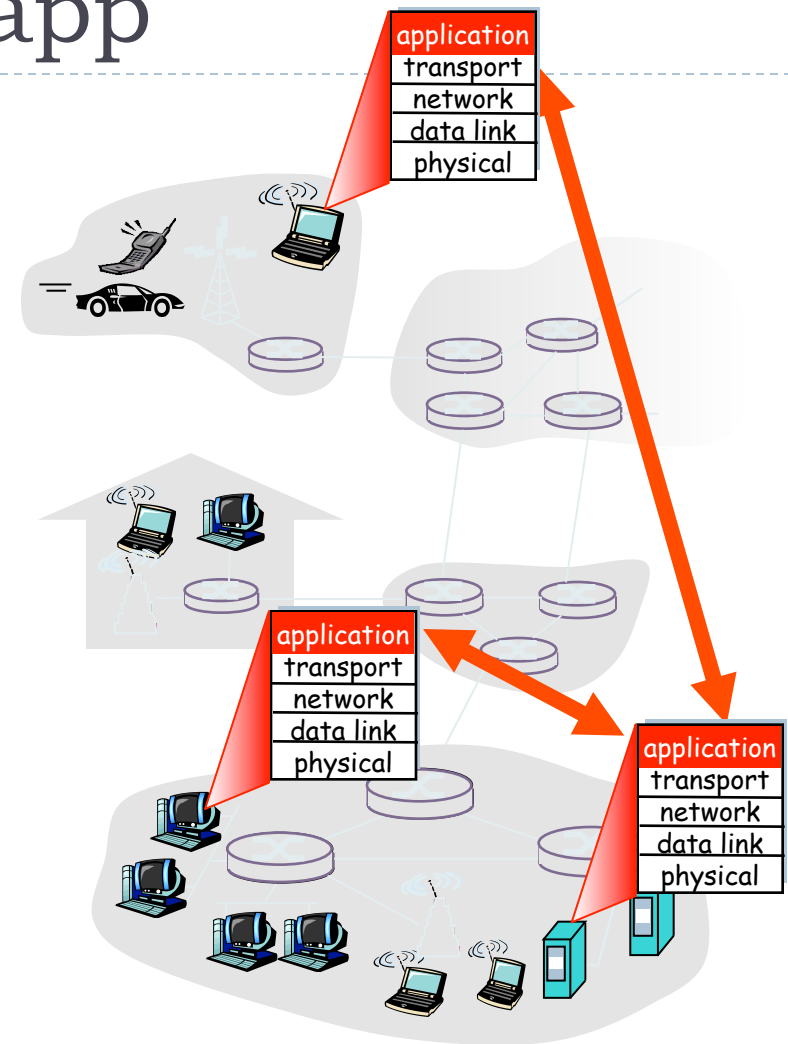 app
application
transport
network
data link
physical
application
transport
network
data link
physical
application
transport
network
data link
physical